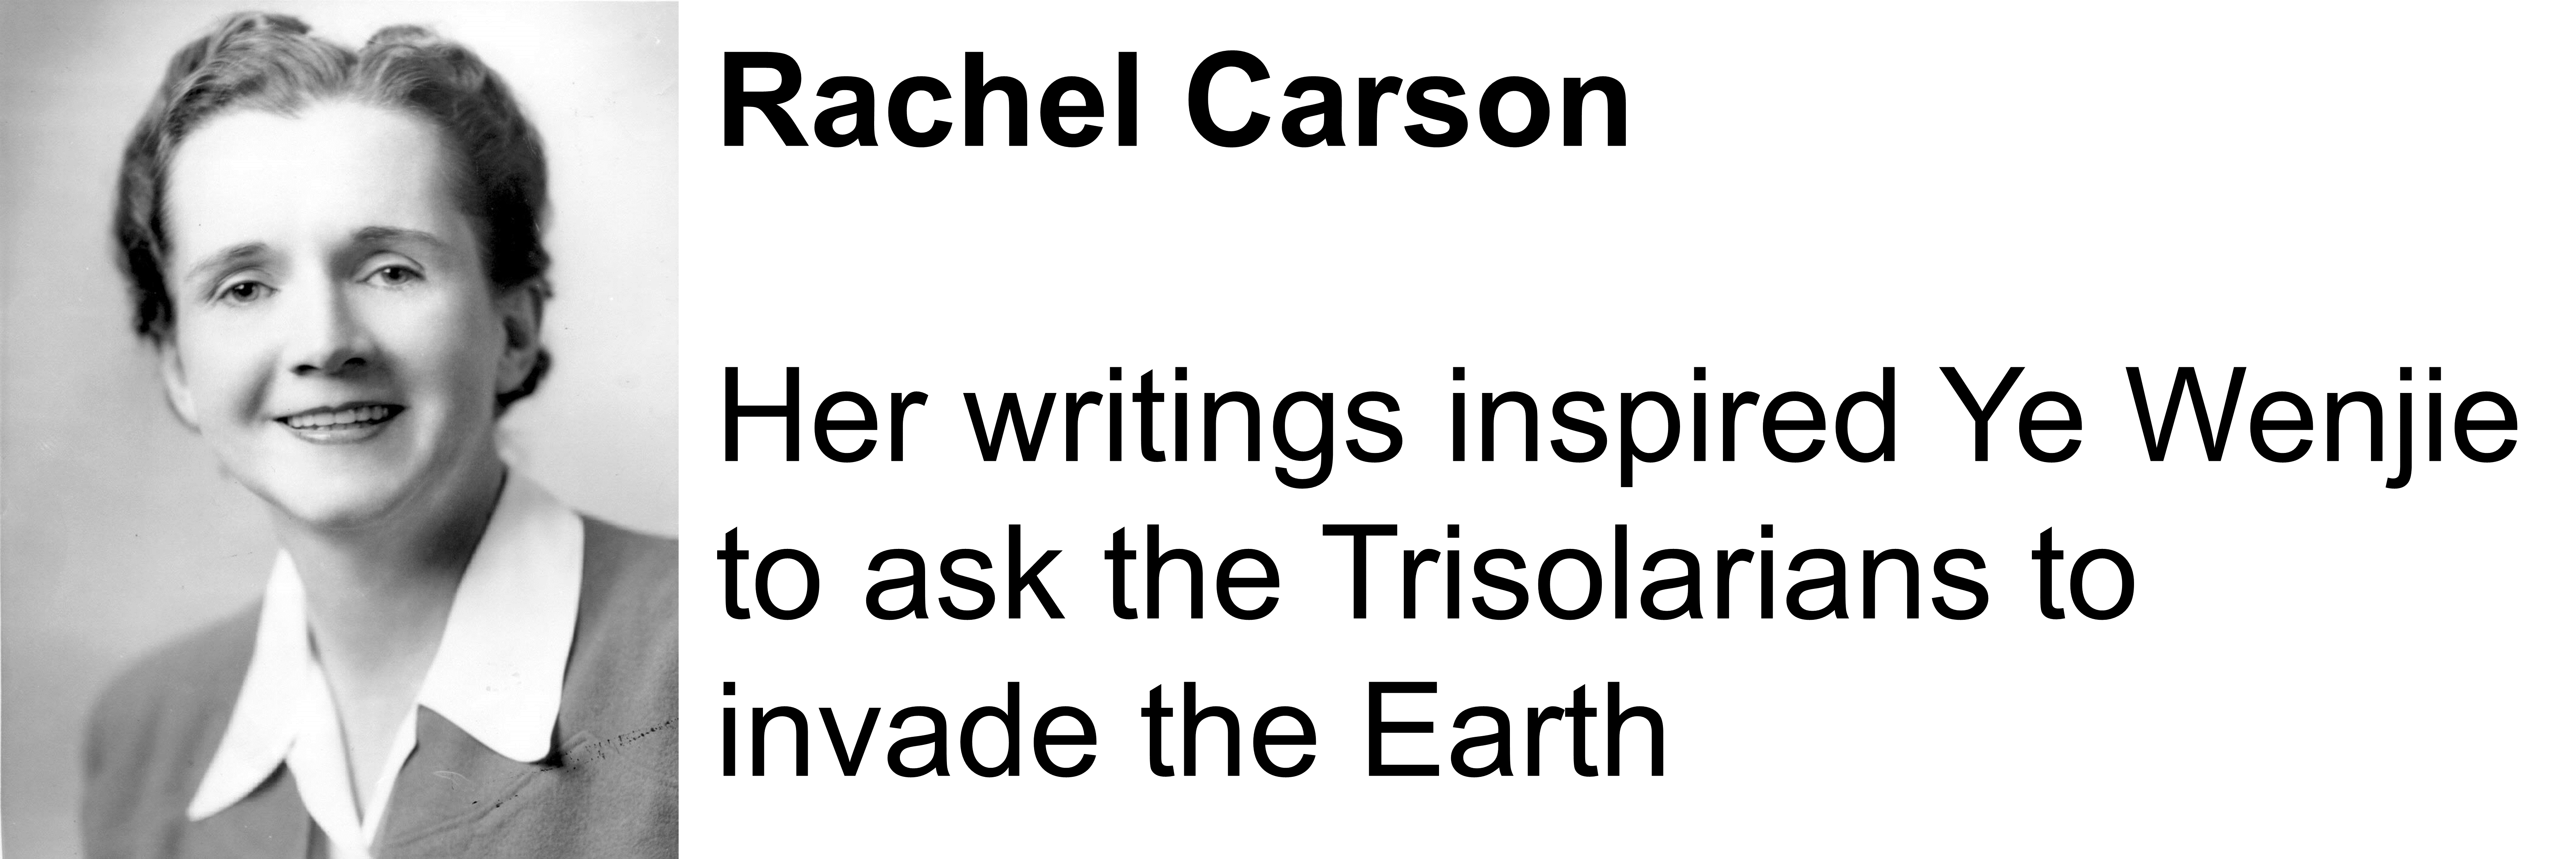 Rachel Carson
Her writings inspired Ye Wenjie
to ask the Trisolarians to
invade the Earth